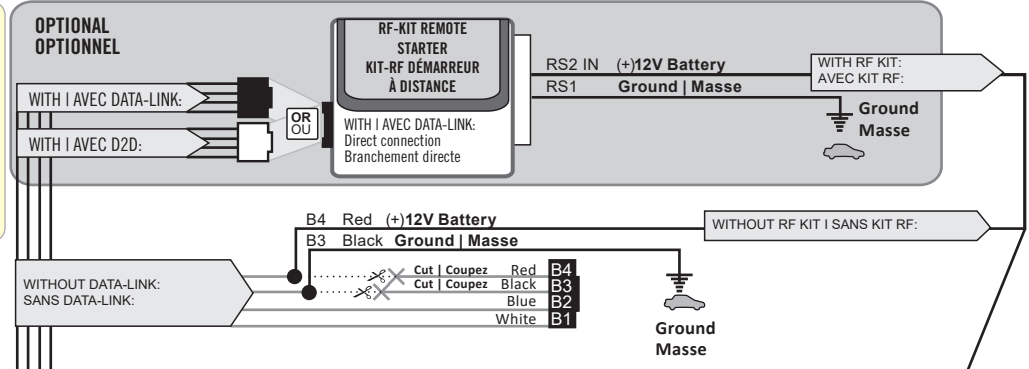 OPTIONAL
OPTIONNEL
RF-KIT REMOTE
STARTER
KIT-RF DÉMARREUR
À DISTANCE
WITH | AVEC DATA-LINK:
Direct connection
Branchement directe
WITH | AVEC DATA-LINK:
WITH | AVEC D2D:
OR
OU
RS2 IN (+)12V Battery
RS1 Ground | Masse
WITH RF KIT:
AVEC KIT RF:
Ground
Masse
B4 Red (+)12V Battery
B3 Black Ground | Masse
WITHOUT RF KIT | SANS KIT RF:
WITHOUT DATA-LINK:
SANS DATA-LINK:
Cut | Coupez Red B4
Cut | Coupez Black B3
Blue B2
White B1
Ground
Masse